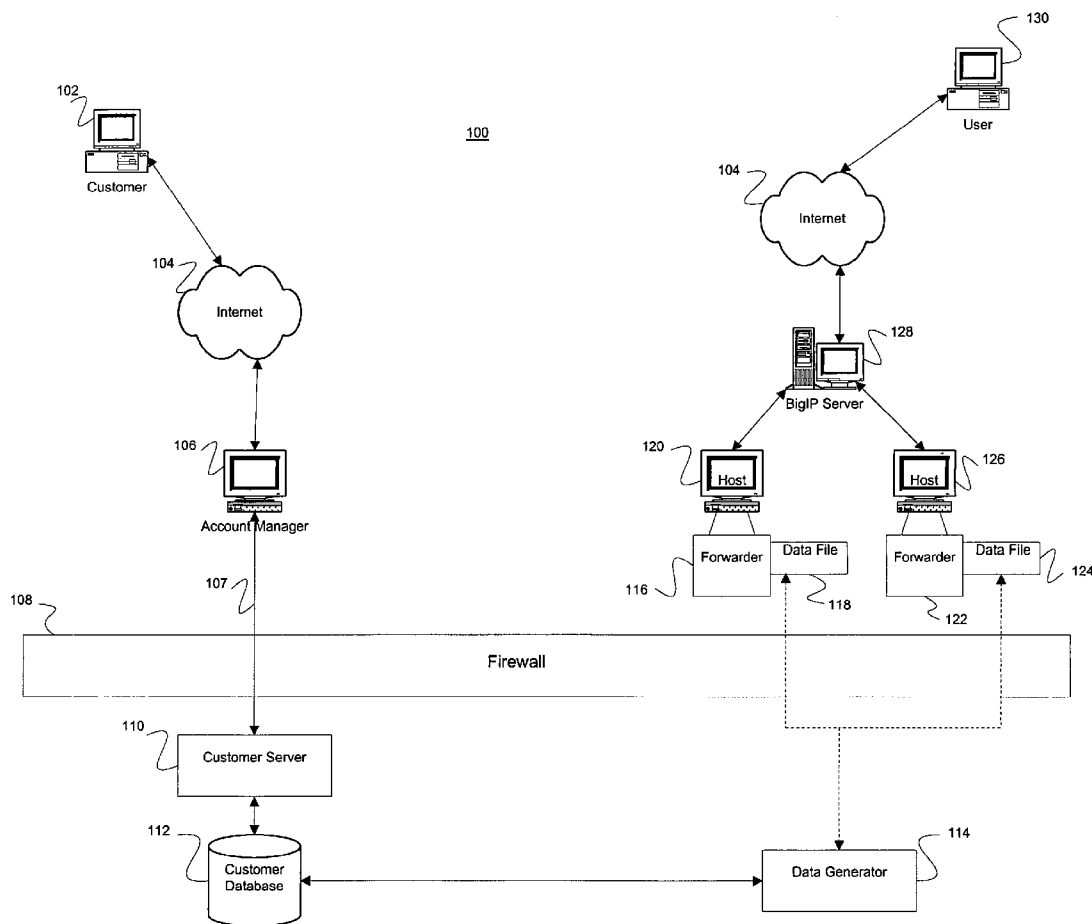 130
User
102
Customer
100
104
Internet
104
Internet
128
BigIP Server
106
Account Manager
120
Host
126
Host
Forwarder
Data File
Forwarder
Data File
116
118
122
124
107
108
Firewall
110
Customer Server
112
Customer
Database
114
Data Generator